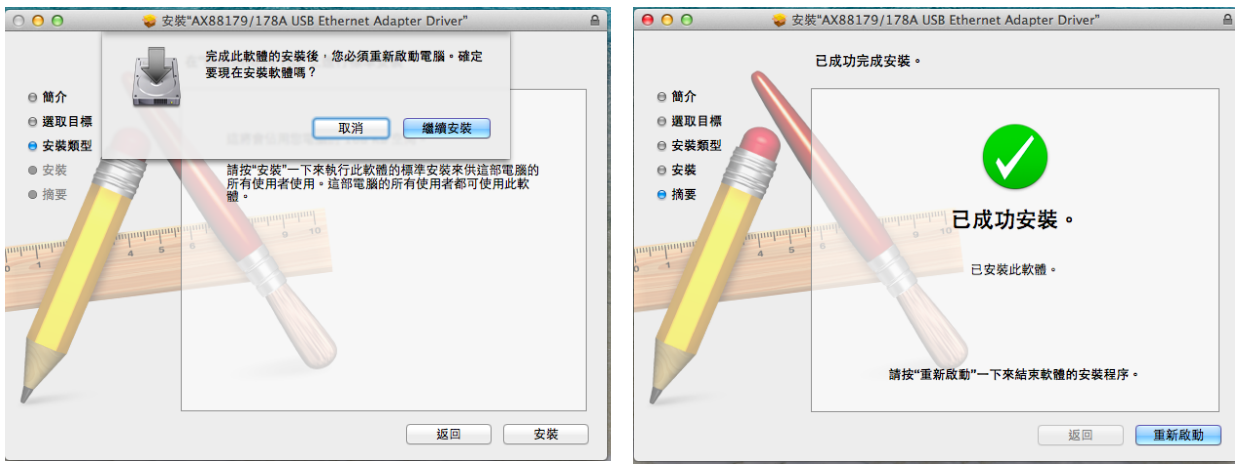 安裝"AX88179/178A USB Ethernet Adapter Driver"
完成此軟體的安裝後，您必須重新啟動電腦。確定
要現在安裝軟體嗎？
取消
繼續安裝
簡介
選取目標
安裝類型
安裝
摘要
請按"安裝"一下來執行此軟體的標準安裝來供這部電腦的
所有使用者使用。這部電腦的所有使用者都可使用此軟
體。
返回
安裝
安裝"AX88179/178A USB Ethernet Adapter Driver"
已成功完成安裝。
簡介
選取目標
安裝類型
安裝
摘要
已成功安裝。
已安裝此軟體。
請按"重新啟動"一下來結束軟體的安裝程序。
返回
重新啟動